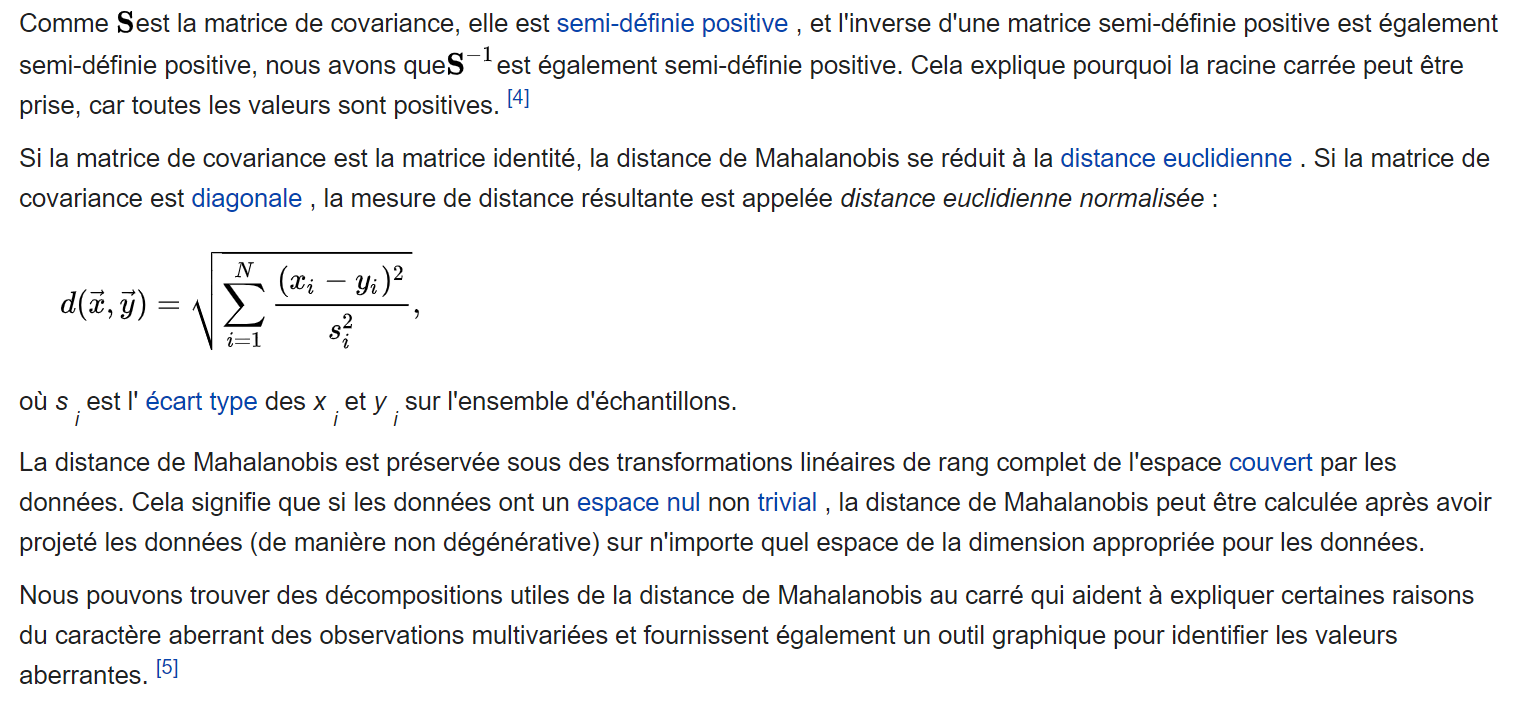 Comme S est la matrice de covariance, elle est semi-définie positive , et l'inverse d'une matrice semi-définie positive est également
semi-définie positive, nous avons que S⁻¹ est également semi-définie positive. Cela explique pourquoi la racine carrée peut être
prise, car toutes les valeurs sont positives. [4]
Si la matrice de covariance est la matrice identité, la distance de Mahalanobis se réduit à la distance euclidienne . Si la matrice de
covariance est diagonale , la mesure de distance résultante est appelée distance euclidienne normalisée :
$d(\vec{x}, \vec{y}) = \sqrt{\sum_{i=1}^{N} \frac{(x_i - y_i)^2}{s_i^2}},$
où s i est l' écart type des x i et y i sur l'ensemble d'échantillons.
La distance de Mahalanobis est préservée sous des transformations linéaires de rang complet de l'espace couvert par les
données. Cela signifie que si les données ont un espace nul non trivial , la distance de Mahalanobis peut être calculée après avoir
projeté les données (de manière non dégénérative) sur n'importe quel espace de la dimension appropriée pour les données.
Nous pouvons trouver des décompositions utiles de la distance de Mahalanobis au carré qui aident à expliquer certaines raisons
du caractère aberrant des observations multivariées et fournissent également un outil graphique pour identifier les valeurs
aberrantes. [5]